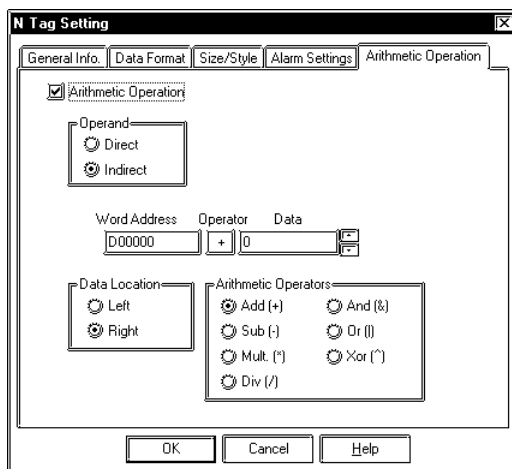 N Tag Setting
General Info. Data Format Size/Style Alarm Settings Arithmetic Operation
Arithmetic Operation
Operand
Direct
Indirect
Word Address Operator Data
D00000 + 0
Data Location
Left
Right
Arithmetic Operators
Add (+) And (&)
Sub (-) Or (|)
Mult. (*) Xor (^)
Div (/)
OK Cancel Help